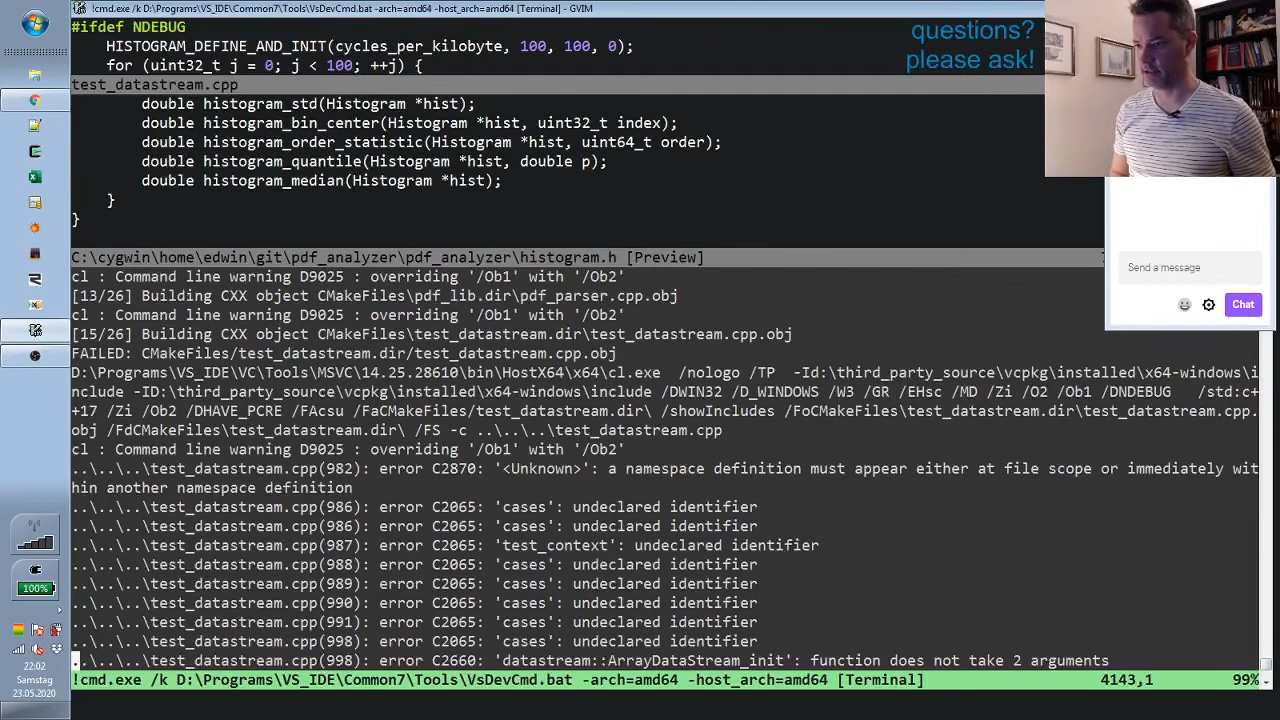 !cmd.exe /k D:\Programs\VS_IDE\Common7\Tools\VsDevCmd.bat -arch=amd64 -host_arch=amd64 [Terminal] - GVIM
#ifdef NDEBUG
HISTOGRAM_DEFINE_AND_INIT(cycles_per_kilobyte, 100, 100, 0);
for (uint32_t j = 0; j < 100; ++j) {
questions?
please ask!
test_datastream.cpp
double histogram_std(Histogram *hist);
double histogram_bin_center(Histogram *hist, uint32_t index);
double histogram_order_statistic(Histogram *hist, uint64_t order);
double histogram_quantile(Histogram *hist, double p);
double histogram_median(Histogram *hist);
}
}
C:\cygwin\home\edwin\git\pdf_analyzer\pdf_analyzer\histogram.h [Preview]
cl : Command line warning D9025 : overriding '/Ob1' with '/Ob2'
[13/26] Building CXX object CMakeFiles\pdf_lib.dir\pdf_parser.cpp.obj
cl : Command line warning D9025 : overriding '/Ob1' with '/Ob2'
[15/26] Building CXX object CMakeFiles\test_datastream.dir\test_datastream.cpp.obj
FAILED: CMakeFiles/test_datastream.dir/test_datastream.cpp.obj
D:\Programs\VS_IDE\VC\Tools\MSVC\14.25.28610\bin\HostX64\x64\cl.exe  /nologo /TP  -Id:\third_party_source\vcpkg\installed\x64-windows\i
nclude -ID:\third_party_source\vcpkg\installed\x64-windows\include /DWIN32 /D_WINDOWS /W3 /GR /EHsc /MD /Zi /O2 /Ob1 /DNDEBUG   /std:c+
+17 /Zi /Ob2 /DHAVE_PCRE /FAcsu /FaCMakeFiles/test_datastream.dir\ /showIncludes /FoCMakeFiles\test_datastream.dir\test_datastream.cpp.
obj /FdCMakeFiles\test_datastream.dir\ /FS -c ..\..\..\test_datastream.cpp
cl : Command line warning D9025 : overriding '/Ob1' with '/Ob2'
..\..\..\test_datastream.cpp(982): error C2870: '<Unknown>': a namespace definition must appear either at file scope or immediately wit
hin another namespace definition
..\..\..\test_datastream.cpp(986): error C2065: 'cases': undeclared identifier
..\..\..\test_datastream.cpp(986): error C2065: 'cases': undeclared identifier
..\..\..\test_datastream.cpp(987): error C2065: 'test_context': undeclared identifier
..\..\..\test_datastream.cpp(988): error C2065: 'cases': undeclared identifier
..\..\..\test_datastream.cpp(989): error C2065: 'cases': undeclared identifier
..\..\..\test_datastream.cpp(990): error C2065: 'cases': undeclared identifier
..\..\..\test_datastream.cpp(991): error C2065: 'cases': undeclared identifier
..\..\..\test_datastream.cpp(998): error C2065: 'cases': undeclared identifier
..\..\..\test_datastream.cpp(998): error C2660: 'datastream::ArrayDataStream_init': function does not take 2 arguments
!cmd.exe /k D:\Programs\VS_IDE\Common7\Tools\VsDevCmd.bat -arch=amd64 -host_arch=amd64 [Terminal] 4143,1 99%
Send a message
Chat
100%
22:02
Samstag
23.05.2020